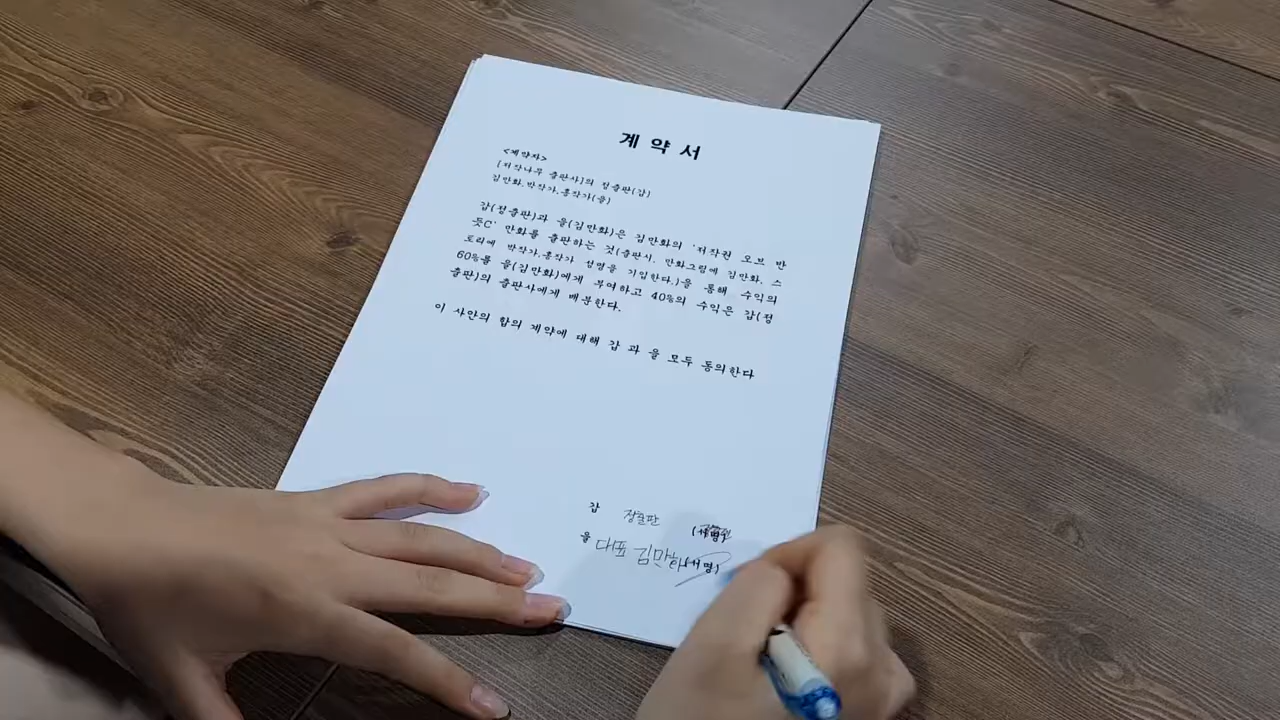 계 약 서
<계약자>
[저작나무 출판사]의 정출판(갑)
김만화,박작가,홍작가(을)
갑(정출판)과 을(김만화)은 김만화의 '저작권 오브 반
듯C' 만화를 출판하는 것(출판시, 만화그림에 김만화, 스
토리에 박작가,홍작가 성명을 기입한다.)을 통해 수익의
60%를 을(김만화)에게 부여하고 40%의 수익은 갑(정
출판)의 출판사에게 배분한다.
이 사안의 합의 계약에 대해 갑 과 을 모두 동의한다
갑 정출판 (서명)
을 대표 김만화 (서명)